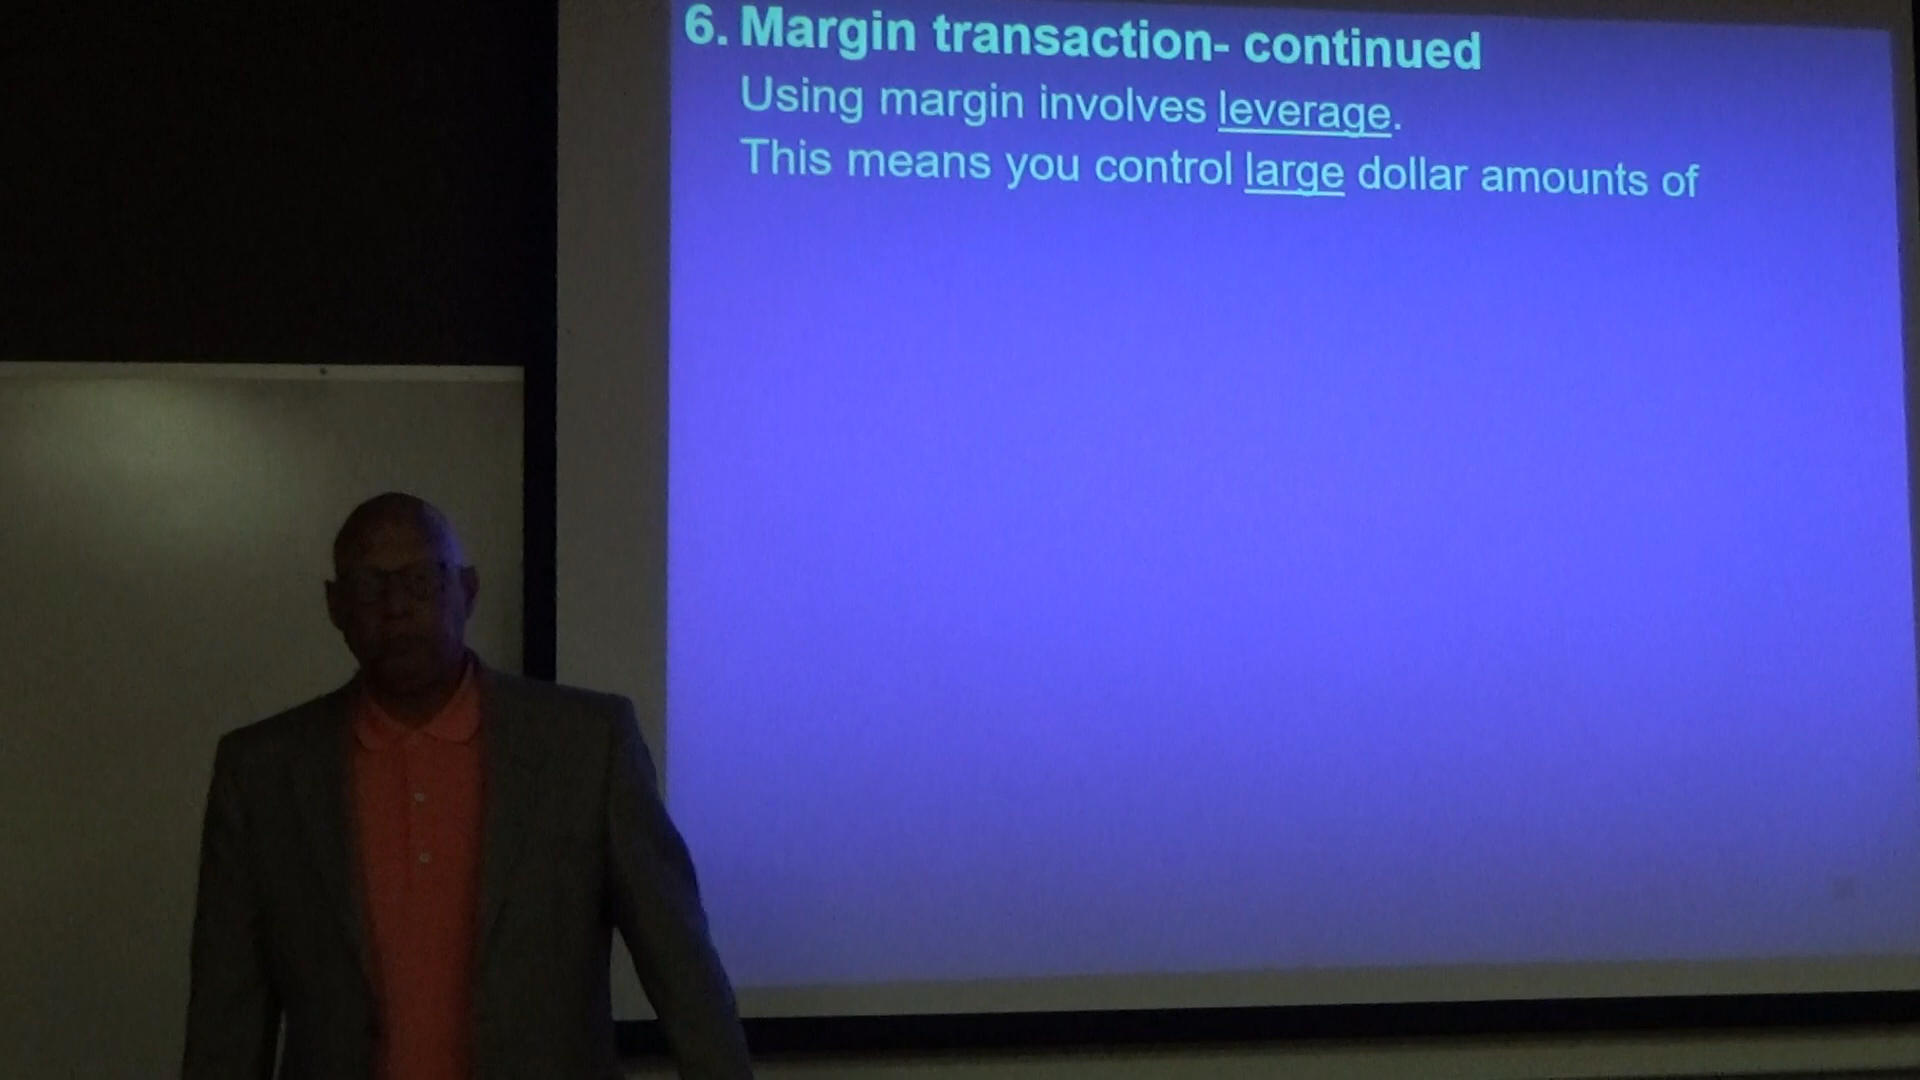 6. Margin transaction- continued
Using margin involves leverage.
This means you control large dollar amounts of